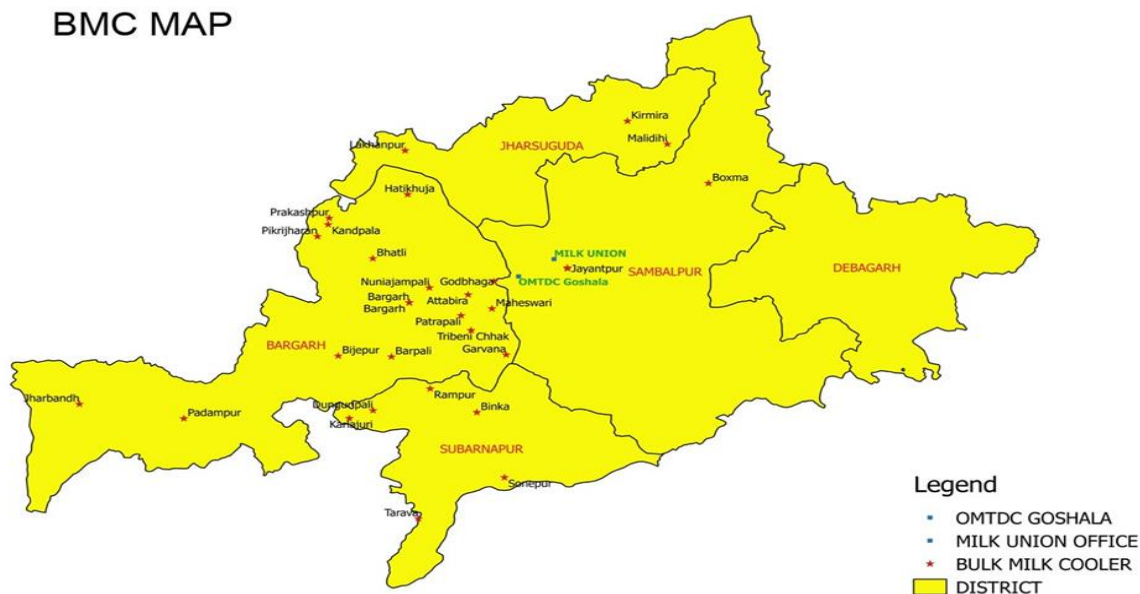 BMC MAP
Kirmira
Malidihi
Lakhanpur
JHARSUGUDA
Boxma
Hatikhuja
Prakashpur
Kandpala
Pikrijharan
Bhatli
MILK UNION
Jayantpur
SAMBALPUR
DEBAGARH
OMTDC Goshala
Nuniajampali
Godbhaga
Bargarh
Attabira
Maheswari
Bargarh
Patrapali
Tribeni Chhak
BARGARH
Bijepur
Barpali
Garvana
Jharbandh
Padampur
Rampur
Dungudpali
Binka
Kanajuri
SUBARNAPUR
Sonepur
Tarava
Legend
OMTDC GOSHALA
MILK UNION OFFICE
BULK MILK COOLER
DISTRICT